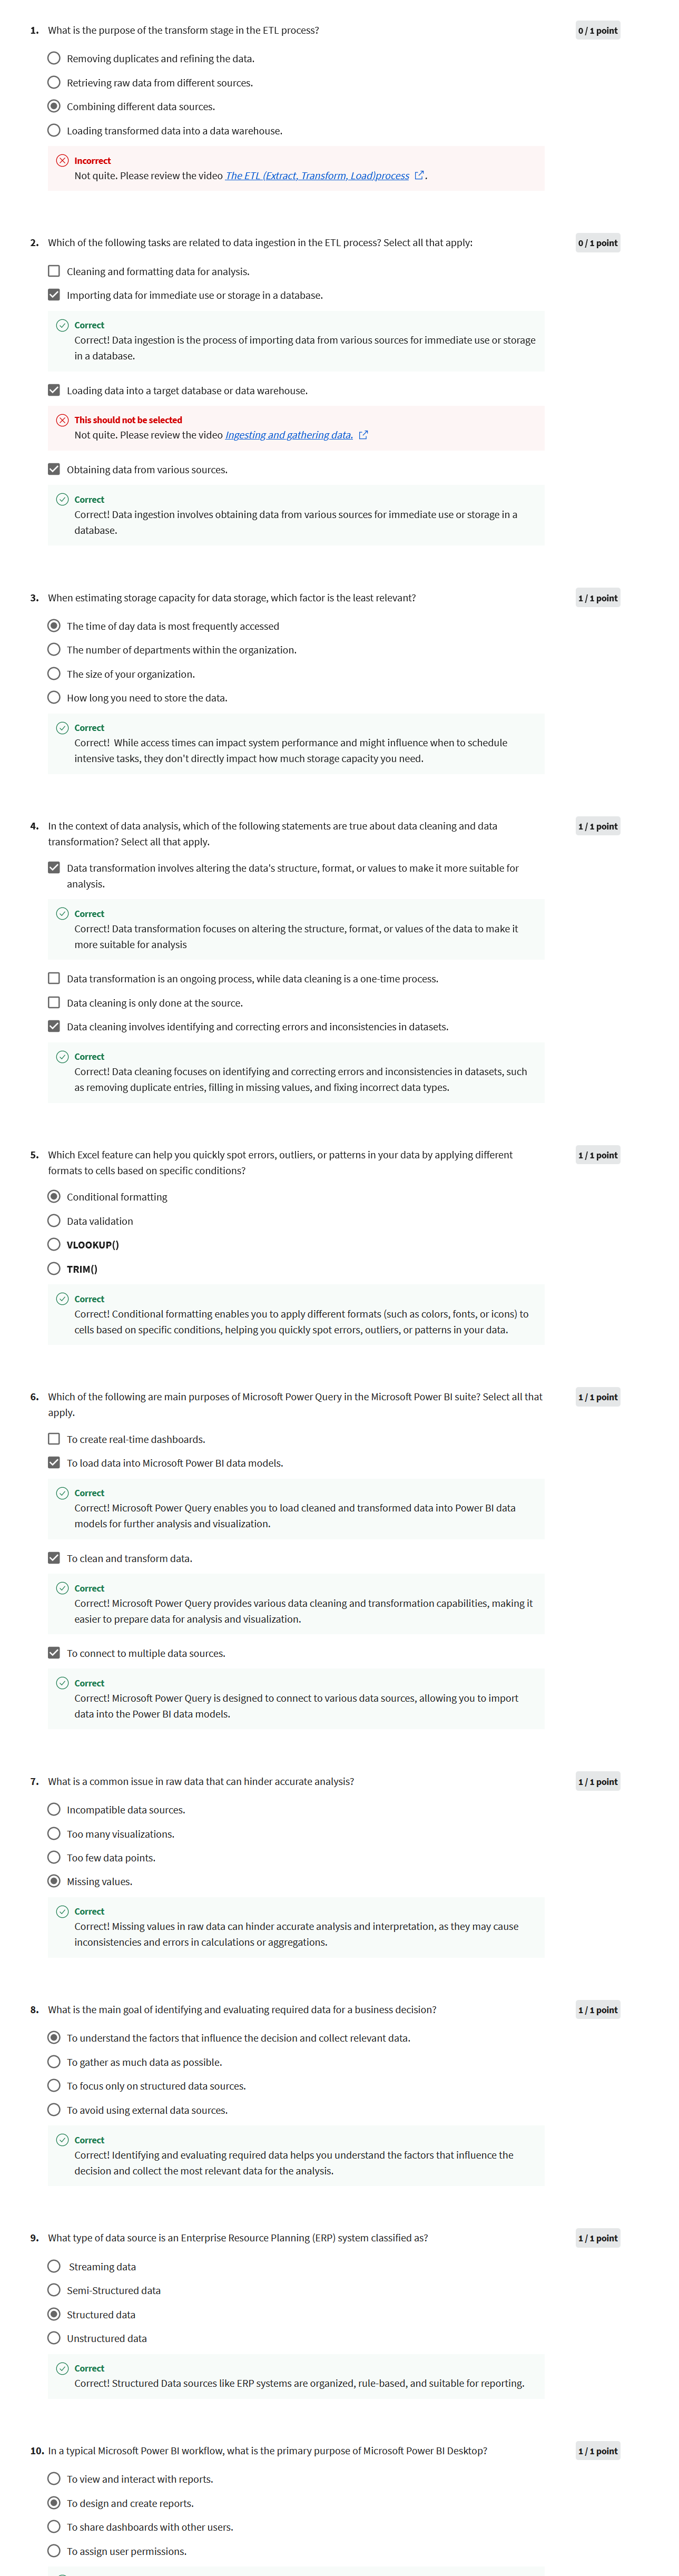 1. What is the purpose of the transform stage in the ETL process?
0 / 1 point
Removing duplicates and refining the data.
Retrieving raw data from different sources.
Combining different data sources.
Loading transformed data into a data warehouse.
Incorrect
Not quite. Please review the video The ETL (Extract, Transform, Load)process .
2. Which of the following tasks are related to data ingestion in the ETL process? Select all that apply:
0 / 1 point
Cleaning and formatting data for analysis.
Importing data for immediate use or storage in a database.
Correct
Correct! Data ingestion is the process of importing data from various sources for immediate use or storage
in a database.
Loading data into a target database or data warehouse.
This should not be selected
Not quite. Please review the video Ingesting and gathering data.
Obtaining data from various sources.
Correct
Correct! Data ingestion involves obtaining data from various sources for immediate use or storage in a
database.
3. When estimating storage capacity for data storage, which factor is the least relevant?
1 / 1 point
The time of day data is most frequently accessed
The number of departments within the organization.
The size of your organization.
How long you need to store the data.
Correct
Correct! While access times can impact system performance and might influence when to schedule
intensive tasks, they don't directly impact how much storage capacity you need.
4. In the context of data analysis, which of the following statements are true about data cleaning and data
transformation? Select all that apply.
1 / 1 point
Data transformation involves altering the data's structure, format, or values to make it more suitable for
analysis.
Correct
Correct! Data transformation focuses on altering the structure, format, or values of the data to make it
more suitable for analysis
Data transformation is an ongoing process, while data cleaning is a one-time process.
Data cleaning is only done at the source.
Data cleaning involves identifying and correcting errors and inconsistencies in datasets.
Correct
Correct! Data cleaning focuses on identifying and correcting errors and inconsistencies in datasets, such
as removing duplicate entries, filling in missing values, and fixing incorrect data types.
5. Which Excel feature can help you quickly spot errors, outliers, or patterns in your data by applying different
formats to cells based on specific conditions?
1 / 1 point
Conditional formatting
Data validation
VLOOKUP()
TRIM()
Correct
Correct! Conditional formatting enables you to apply different formats (such as colors, fonts, or icons) to
cells based on specific conditions, helping you quickly spot errors, outliers, or patterns in your data.
6. Which of the following are main purposes of Microsoft Power Query in the Microsoft Power BI suite? Select all that
apply.
1 / 1 point
To create real-time dashboards.
To load data into Microsoft Power BI data models.
Correct
Correct! Microsoft Power Query enables you to load cleaned and transformed data into Power BI data
models for further analysis and visualization.
To clean and transform data.
Correct
Correct! Microsoft Power Query provides various data cleaning and transformation capabilities, making it
easier to prepare data for analysis and visualization.
To connect to multiple data sources.
Correct
Correct! Microsoft Power Query is designed to connect to various data sources, allowing you to import
data into the Power BI data models.
7. What is a common issue in raw data that can hinder accurate analysis?
1 / 1 point
Incompatible data sources.
Too many visualizations.
Too few data points.
Missing values.
Correct
Correct! Missing values in raw data can hinder accurate analysis and interpretation, as they may cause
inconsistencies and errors in calculations or aggregations.
8. What is the main goal of identifying and evaluating required data for a business decision?
1 / 1 point
To understand the factors that influence the decision and collect relevant data.
To gather as much data as possible.
To focus only on structured data sources.
To avoid using external data sources.
Correct
Correct! Identifying and evaluating required data helps you understand the factors that influence the
decision and collect the most relevant data for the analysis.
9. What type of data source is an Enterprise Resource Planning (ERP) system classified as?
1 / 1 point
Streaming data
Semi-Structured data
Structured data
Unstructured data
Correct
Correct! Structured Data sources like ERP systems are organized, rule-based, and suitable for reporting.
10. In a typical Microsoft Power BI workflow, what is the primary purpose of Microsoft Power BI Desktop?
1 / 1 point
To view and interact with reports.
To design and create reports.
To share dashboards with other users.
To assign user permissions.